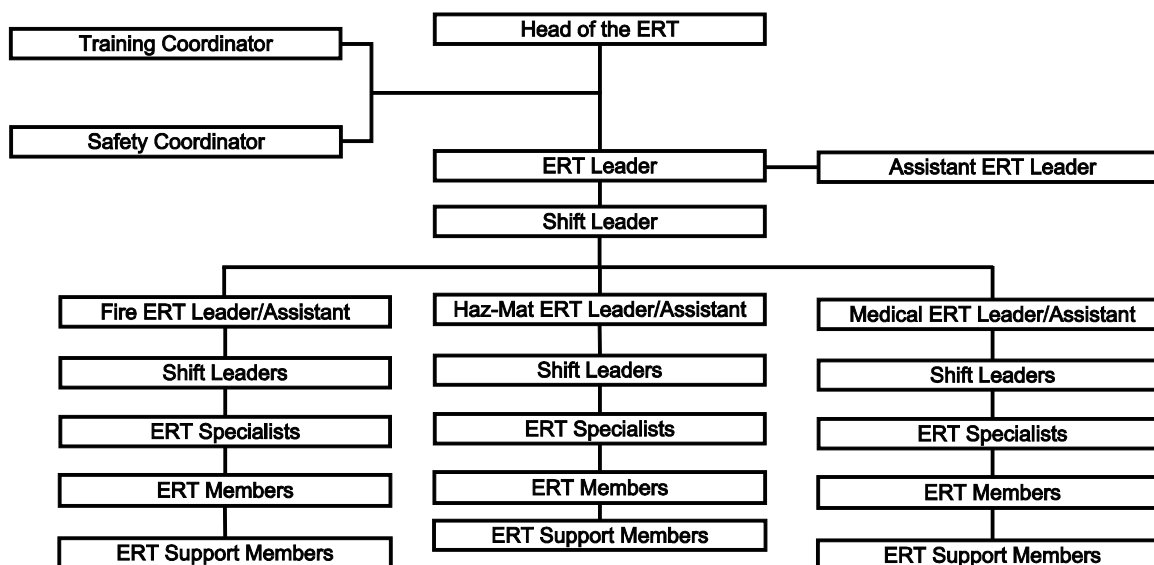 Head of the ERT
Training Coordinator
Safety Coordinator
ERT Leader
Assistant ERT Leader
Shift Leader
Fire ERT Leader/Assistant
Shift Leaders
ERT Specialists
ERT Members
ERT Support Members
Haz-Mat ERT Leader/Assistant
Shift Leaders
ERT Specialists
ERT Members
ERT Support Members
Medical ERT Leader/Assistant
Shift Leaders
ERT Specialists
ERT Members
ERT Support Members